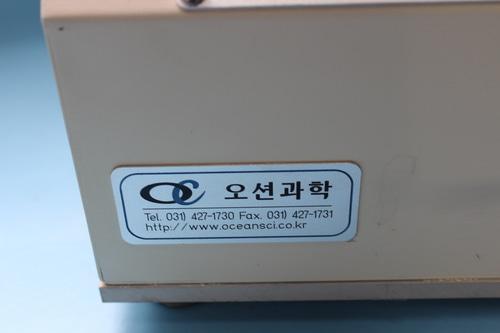 OC 오션과학
Tel. 031) 427-1730 Fax. 031) 427-1731
http://www.oceansci.co.kr